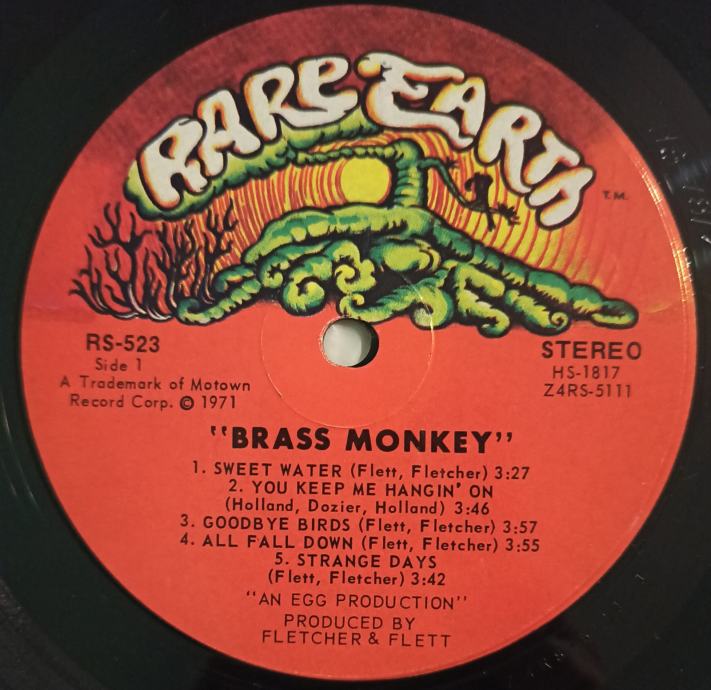 RARE EARTH
T.M.
RS-523
Side 1
A Trademark of Motown
Record Corp. © 1971
STEREO
HS-1817
Z4RS-5111
"BRASS MONKEY"
1. SWEET WATER (Flett, Fletcher) 3:27
2. YOU KEEP ME HANGIN' ON
(Holland, Dozier, Holland) 3:46
3. GOODBYE BIRDS (Flett, Fletcher) 3:57
4. ALL FALL DOWN (Flett, Fletcher) 3:55
5. STRANGE DAYS
(Flett, Fletcher) 3:42
"AN EGG PRODUCTION"
PRODUCED BY
FLETCHER & FLETT